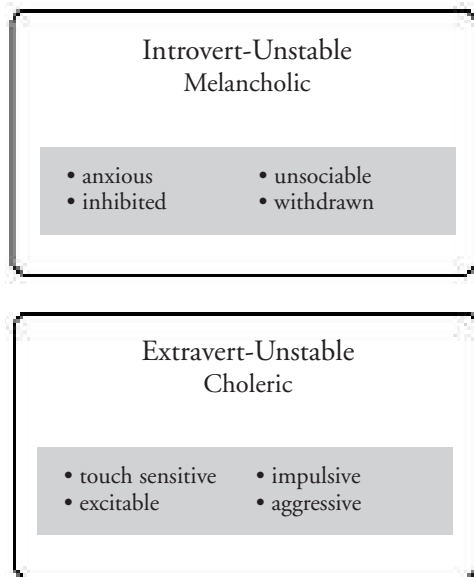 Introvert-Unstable
Melancholic
• anxious • unsociable
• inhibited • withdrawn
Extravert-Unstable
Choleric
• touch sensitive • impulsive
• excitable • aggressive